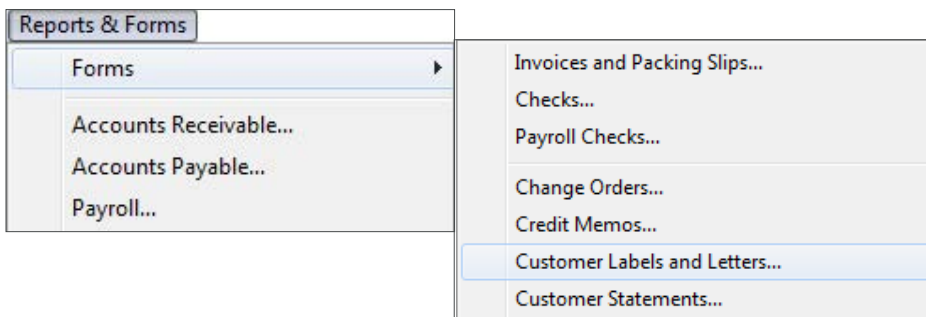 Reports & Forms
Forms
Accounts Receivable...
Accounts Payable...
Payroll...
Invoices and Packing Slips...
Checks...
Payroll Checks...
Change Orders...
Credit Memos...
Customer Labels and Letters...
Customer Statements...